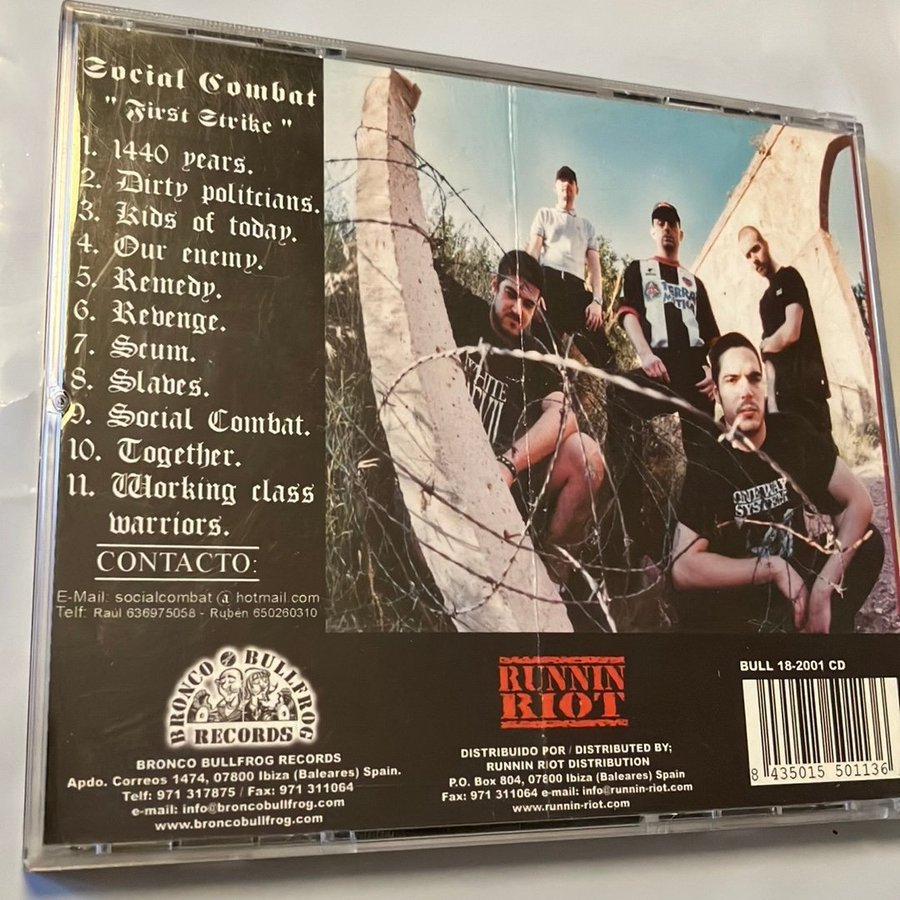 Social Combat
"First Strike"
1. 1440 years.
2. Dirty politcians.
3. Kids of today.
4. Our enemy.
5. Remedy.
6. Revenge.
7. Scum.
8. Slaves.
9. Social Combat.
10. Together.
11. Working class
warriors.
CONTACTO:
E-Mail: socialcombat @ hotmail.com
Telf: Raúl 636975058 - Rubén 650260310
ONE WAY
SYSTEM
BRONCO BULLFROG
RECORDS
BRONCO BULLFROG RECORDS
Apdo. Correos 1474, 07800 Ibiza (Baleares) Spain.
Telf: 971 317875 / Fax: 971 311064
e-mail: info@broncobullfrog.com
www.broncobullfrog.com
RUNNIN
RIOT
DISTRIBUIDO POR / DISTRIBUTED BY;
RUNNIN RIOT DISTRIBUTION
P.O. Box 804, 07800 Ibiza (Baleares) Spain
Fax: 971 311064 e-mail: info@runnin-riot.com
www.runnin-riot.com
BULL 18-2001 CD
8 435015 501136